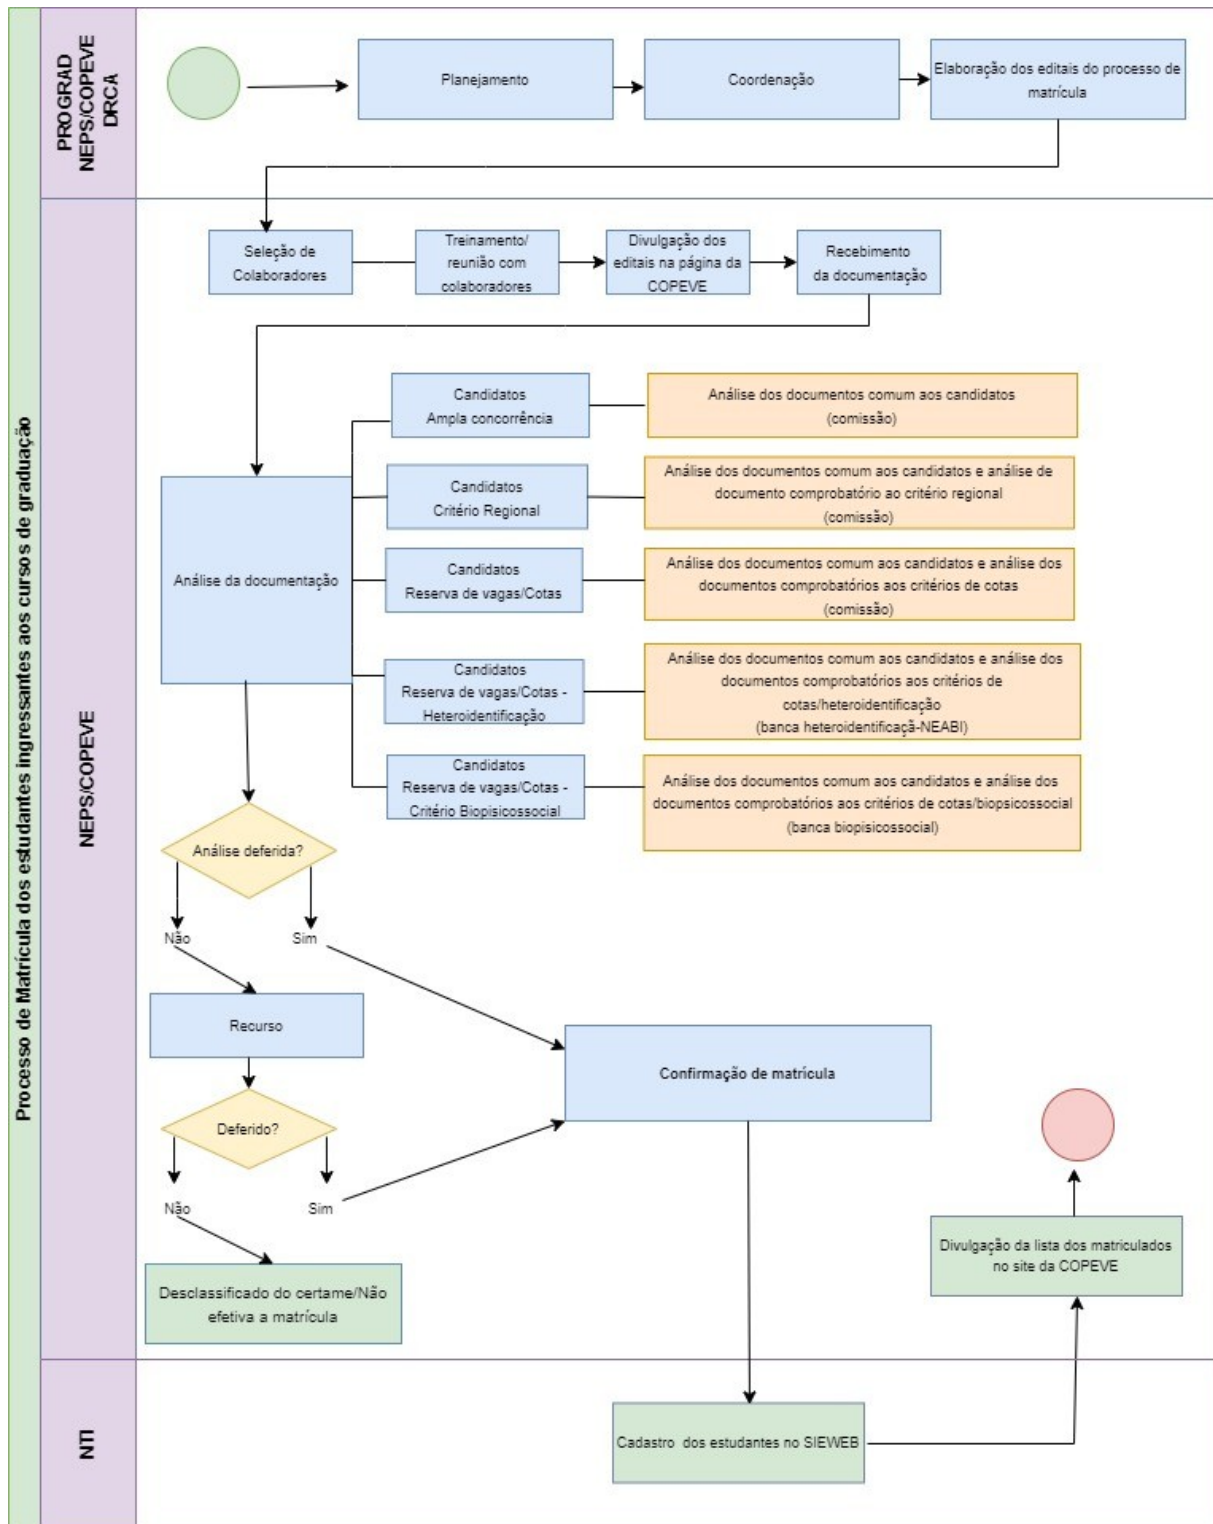 Processo de Matrícula dos estudantes ingressantes aos cursos de graduação
PROGRAD
NEPS/COPEVE
DRCA
Planejamento
Coordenação
Elaboração dos editais do processo de
matrícula
NEPS/COPEVE
Seleção de
Colaboradores
Treinamento/
reunião com
colaboradores
Divulgação dos
editais na página da
COPEVE
Recebimento
da documentação
Análise da documentação
Candidatos
Ampla concorrência
Análise dos documentos comum aos candidatos
(comissão)
Candidatos
Critério Regional
Análise dos documentos comum aos candidatos e análise de
documento comprobatório ao critério regional
(comissão)
Candidatos
Reserva de vagas/Cotas
Análise dos documentos comum aos candidatos e análise dos
documentos comprobatórios aos critérios de cotas
(comissão)
Candidatos
Reserva de vagas/Cotas -
Heteroidentificação
Análise dos documentos comum aos candidatos e análise dos
documentos comprobatórios aos critérios de
cotas/heteroidentificação
(banca heteroidentificaçã-NEABI)
Candidatos
Reserva de vagas/Cotas -
Critério Biopisicossocial
Análise dos documentos comum aos candidatos e análise dos
documentos comprobatórios aos critérios de cotas/biopsicossocial
(banca biopisicossocial)
Análise deferida?
Não
Sim
Recurso
Confirmação de matrícula
Deferido?
Não
Sim
Desclassificado do certame/Não
efetiva a matrícula
Divulgação da lista dos matriculados
no site da COPEVE
NTI
Cadastro dos estudantes no SIEWEB